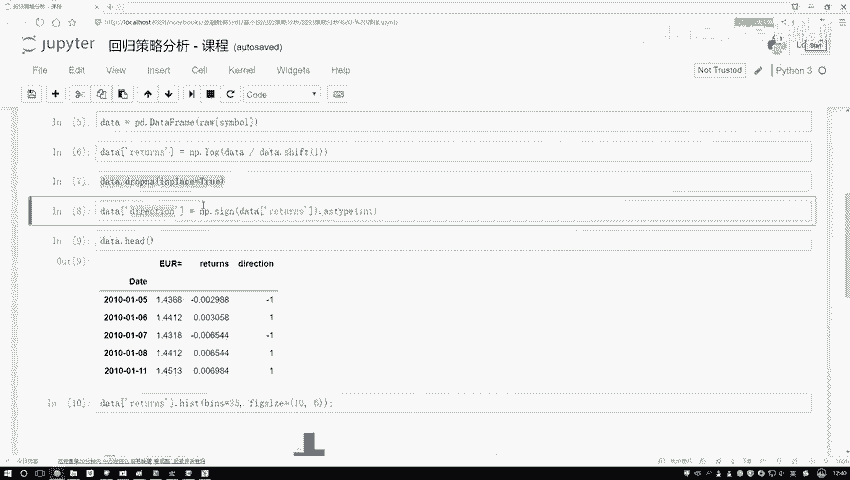 jupyter 回归策略分析 - 课程 (autosaved)
File Edit View Insert Cell Kernel Widgets Help
Not Trusted Python 3
Code
In [5]: data = pd.DataFrame(raw[symbol])
In [6]: data['returns'] = np.log(data / data.shift(1))
In [7]: data.dropna(inplace=True)
In [8]: data['direction'] = np.sign(data['returns']).astype(int)
In [9]: data.head()
Out[9]:
EUR= returns direction
Date
2010-01-05 1.4368 -0.002988 -1
2010-01-06 1.4412 0.003058 1
2010-01-07 1.4318 -0.006544 -1
2010-01-08 1.4412 0.006544 1
2010-01-11 1.4513 0.006984 1
In [10]: data['returns'].hist(bins=35, figsize=(10, 6));
12:40